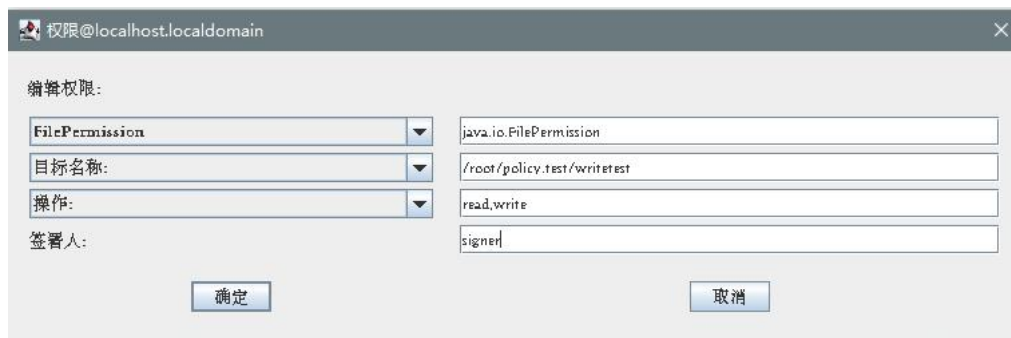 权限@localhost.localdomain
编辑权限:
FilePermission java.io.FilePermission
目标名称: /root/policy.test/writetest
操作: read,write
签署人: signer
确定 取消